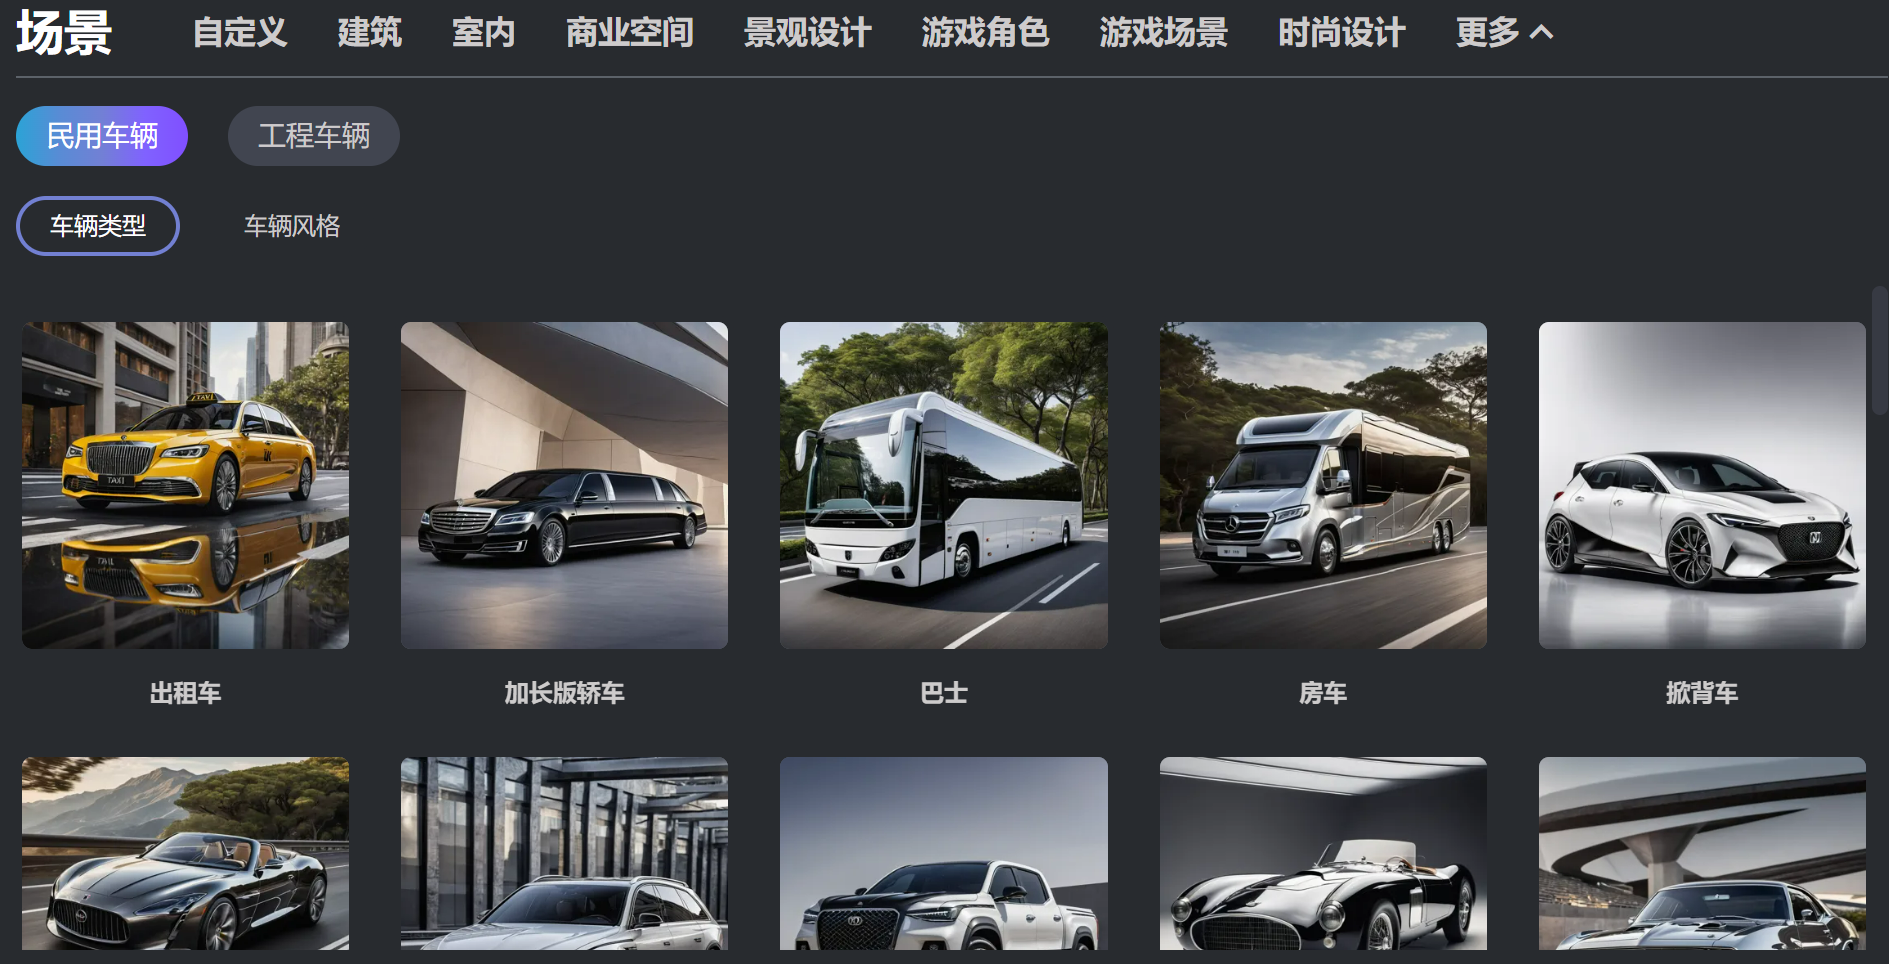 场景 自定义 建筑 室内 商业空间 景观设计 游戏角色 游戏场景 时尚设计 更多
民用车辆 工程车辆
车辆类型 车辆风格
TAXI
TAXI
出租车 加长版轿车 巴士 房车 掀背车